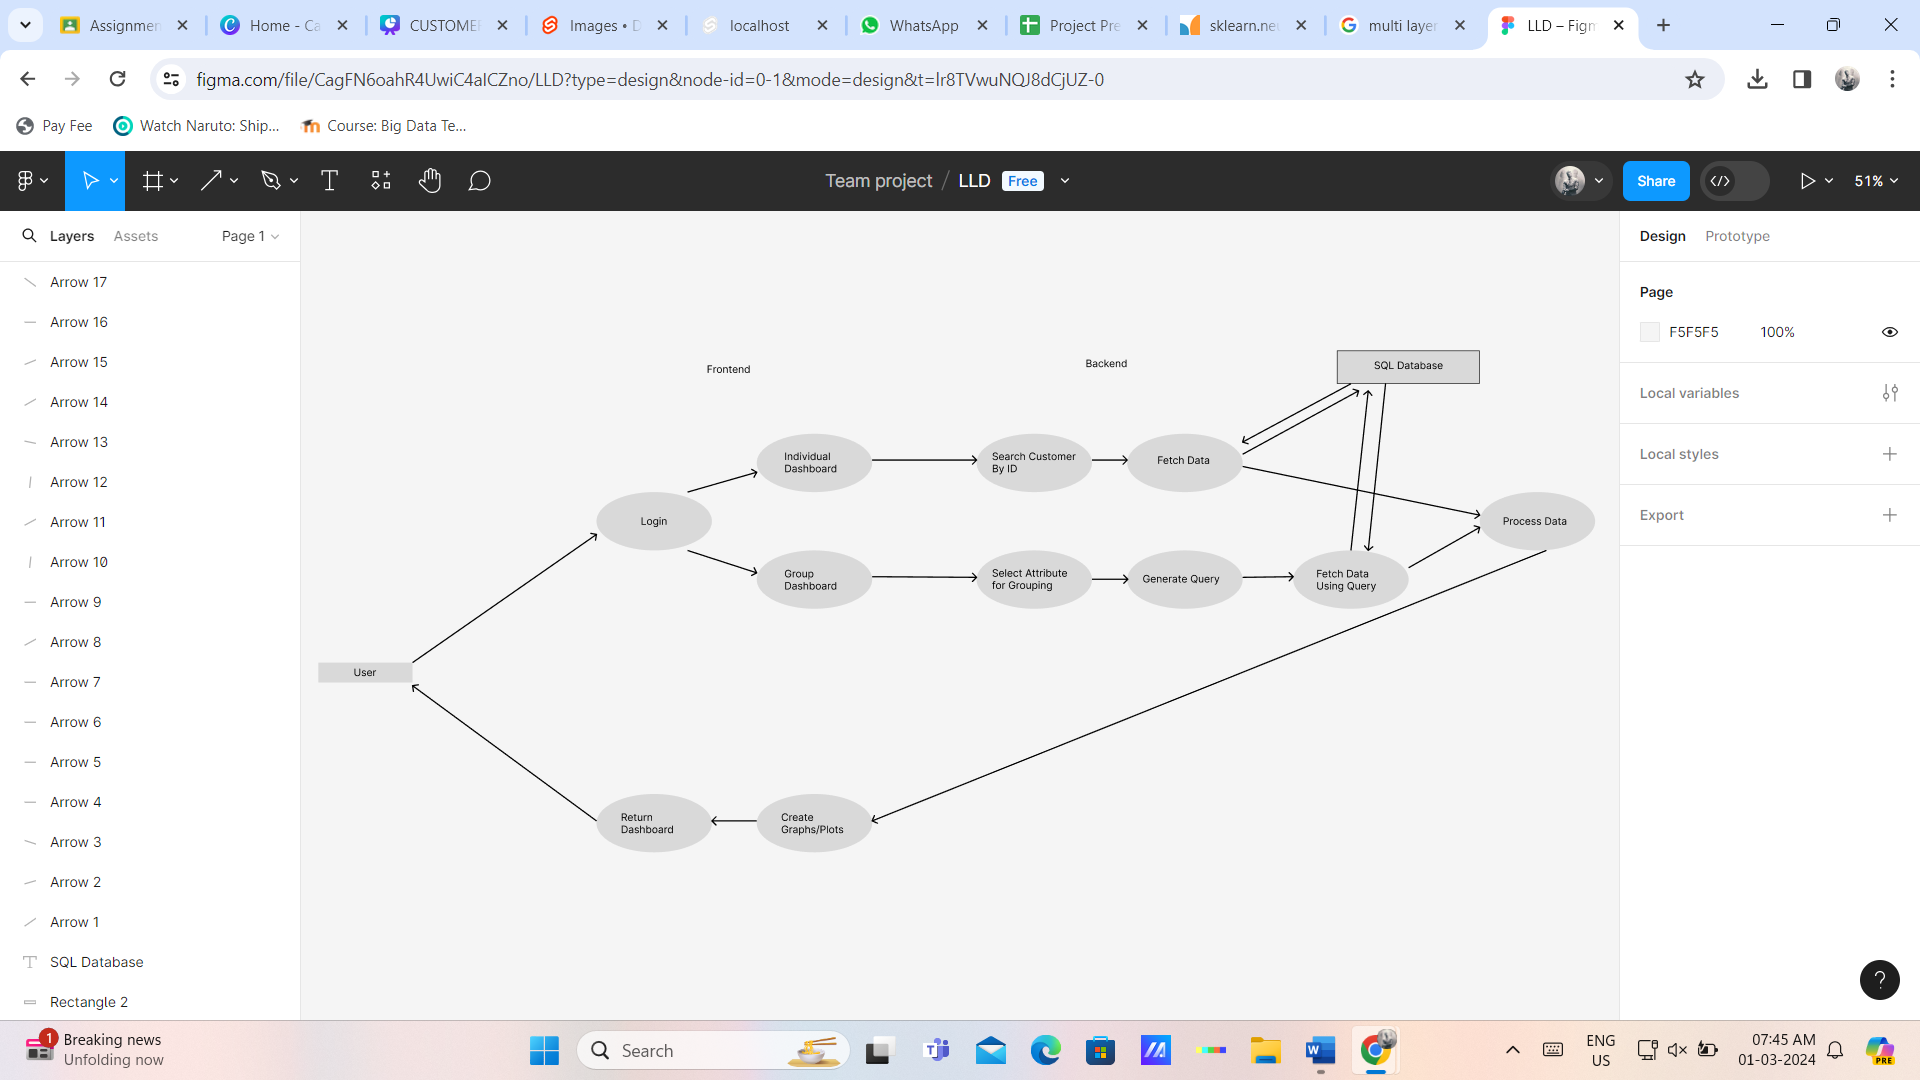 Assignmen
Home - Ca
CUSTOMER
Images • D
localhost
WhatsApp
Project Pre
sklearn.neu
multi layer
LLD – Figm
figma.com/file/CagFN6oahR4UwiC4aICZno/LLD?type=design&node-id=0-1&mode=design&t=lr8TVwuNQJ8dCjUZ-0
Pay Fee
Watch Naruto: Ship...
Course: Big Data Te...
Team project / LLD Free
Share
51%
Layers
Assets
Page 1
Design
Prototype
Arrow 17
Arrow 16
Arrow 15
Arrow 14
Arrow 13
Arrow 12
Arrow 11
Arrow 10
Arrow 9
Arrow 8
Arrow 7
Arrow 6
Arrow 5
Arrow 4
Arrow 3
Arrow 2
Arrow 1
SQL Database
Rectangle 2
Frontend
Backend
SQL Database
Individual
Dashboard
Search Customer
By ID
Fetch Data
Login
Process Data
Group
Dashboard
Select Attribute
for Grouping
Generate Query
Fetch Data
Using Query
User
Return
Dashboard
Create
Graphs/Plots
Page
F5F5F5
100%
Local variables
Local styles
Export
?
1
Breaking news
Unfolding now
Search
ENG
US
07:45 AM
01-03-2024
PRE